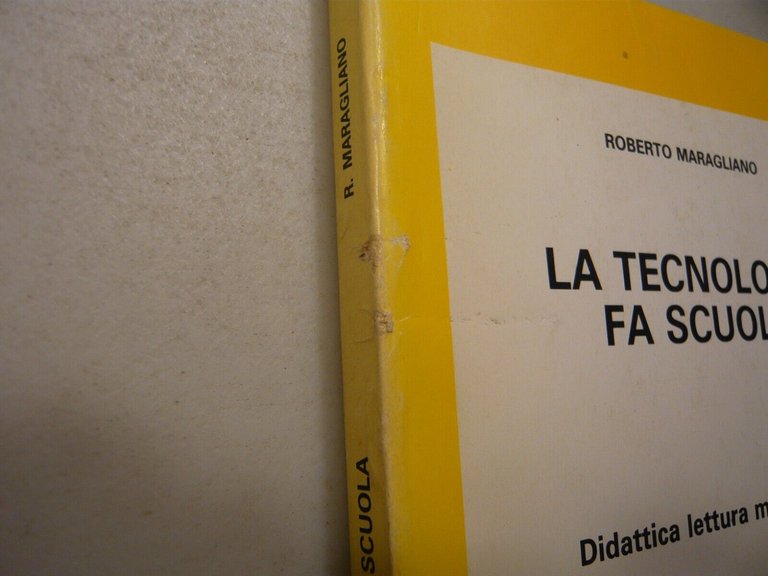 R. MARAGLIANO
SCUOLA
ROBERTO MARAGLIANO
LA TECNOLO
FA SCUOL
Didattica lettura m